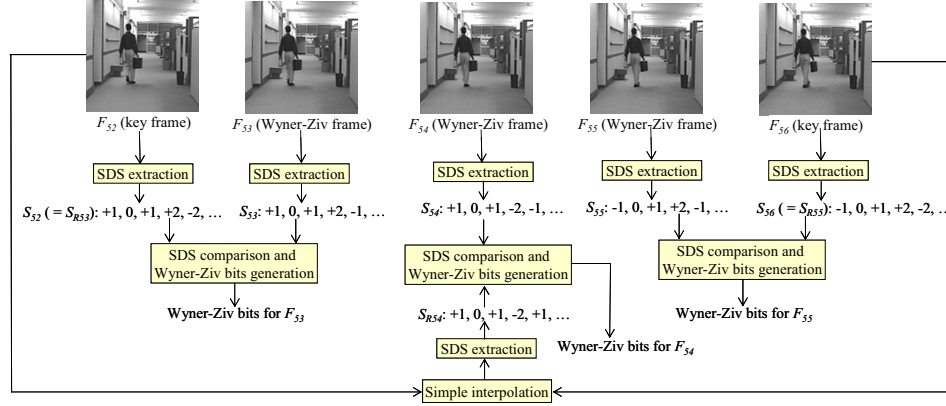 F52 (key frame)
F53 (Wyner-Ziv frame)
F54 (Wyner-Ziv frame)
F55 (Wyner-Ziv frame)
F56 (key frame)
SDS extraction
SDS extraction
SDS extraction
SDS extraction
SDS extraction
S52 ( = SR53): +1, 0, +1, +2, -2, …
S53: +1, 0, +1, +2, -1, …
S54: +1, 0, +1, -2, -1, …
S55: -1, 0, +1, +2, -1, …
S56 ( = SR55): -1, 0, +1, +2, -2, …
SDS comparison and
Wyner-Ziv bits generation
SDS comparison and
Wyner-Ziv bits generation
SDS comparison and
Wyner-Ziv bits generation
Wyner-Ziv bits for F53
SR54: +1, 0, +1, -2, +1, …
Wyner-Ziv bits for F55
SDS extraction
Wyner-Ziv bits for F54
Simple interpolation